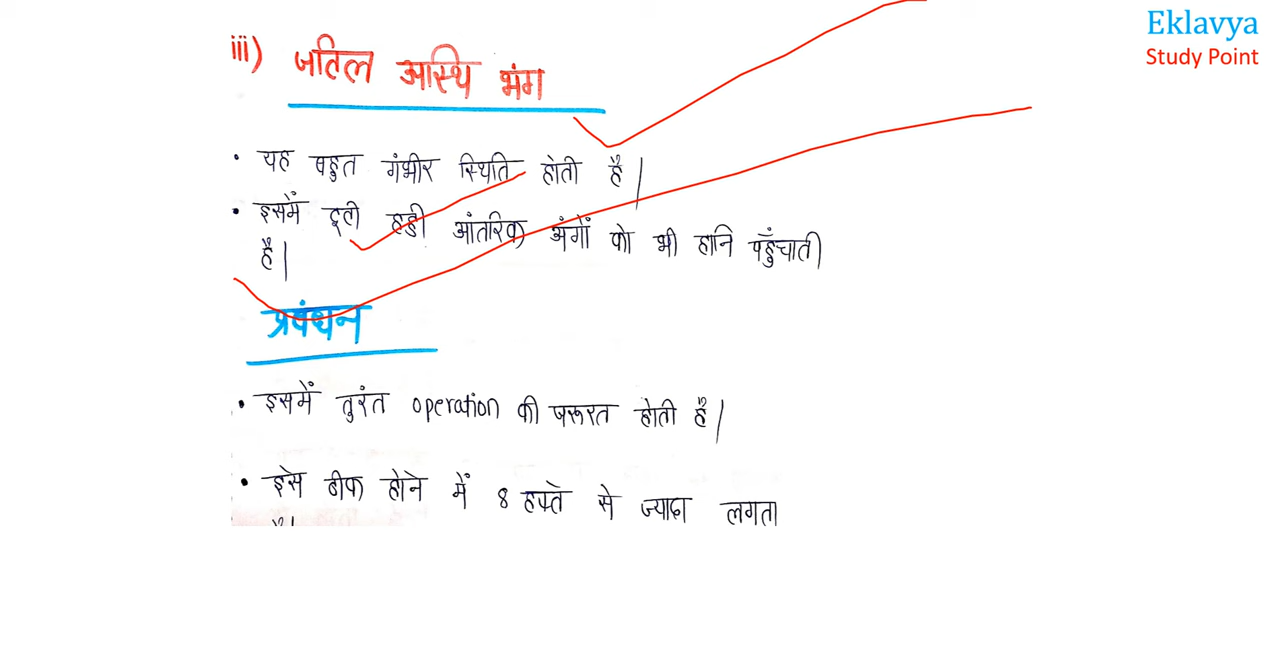 Eklavya
Study Point
iii) जटिल अस्थि भंग
• यह बहुत गंभीर स्थिति होती है|
• इसमें टूटी हड्डी आंतरिक अंगों को भी हानि पहुँचाती
है|
प्रबंधन
• इसमें तुरंत operation की जरूरत होती है|
• इसे ठीक होने में 8 हफ्ते से ज्यादा लगता